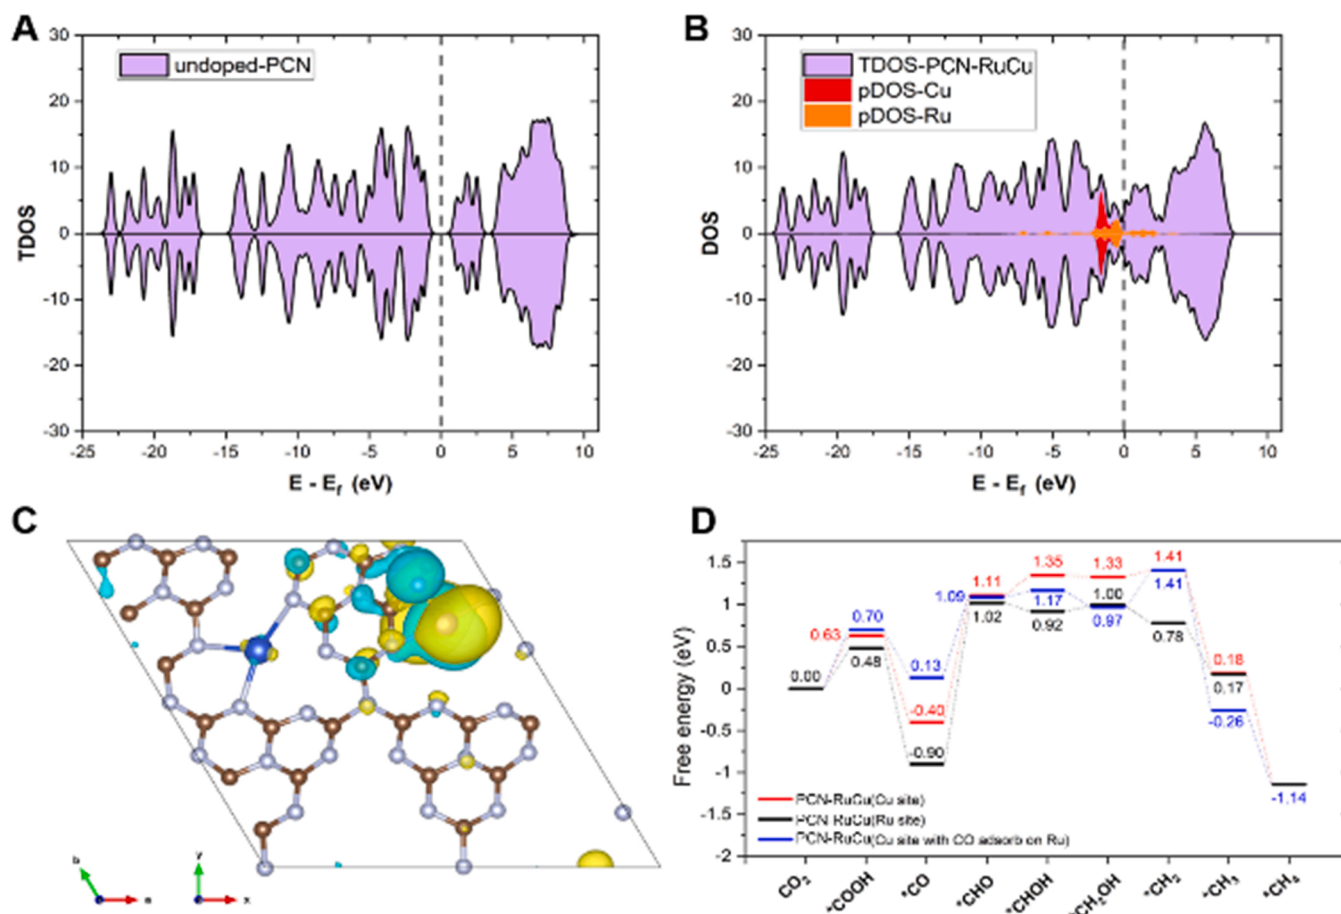 A
30
20
10
0
-10
-20
-30
TDOS
undoped-PCN
-25 -20 -15 -10 -5 0 5 10
E - Ef (eV)
B
30
20
10
0
-10
-20
-30
DOS
TDOS-PCN-RuCu
pDOS-Cu
pDOS-Ru
-25 -20 -15 -10 -5 0 5 10
E - Ef (eV)
C
b
a
y
x
D
Free energy (eV)
1.5
1
0.5
0
-0.5
-1
-1.5
-2
0.00
0.70
0.63
0.48
0.13
-0.40
-0.90
1.11
1.09
1.02
1.35
1.17
0.92
1.33
1.00
0.97
1.41
1.41
0.78
0.18
0.17
-0.26
-1.14
PCN-RuCu(Cu site)
PCN-RuCu(Ru site)
PCN-RuCu(Cu site with CO adsorb on Ru)
CO2
*COOH
*CO
*CHO
*CHOH
*CH2OH
*CH2
*CH3
*CH4